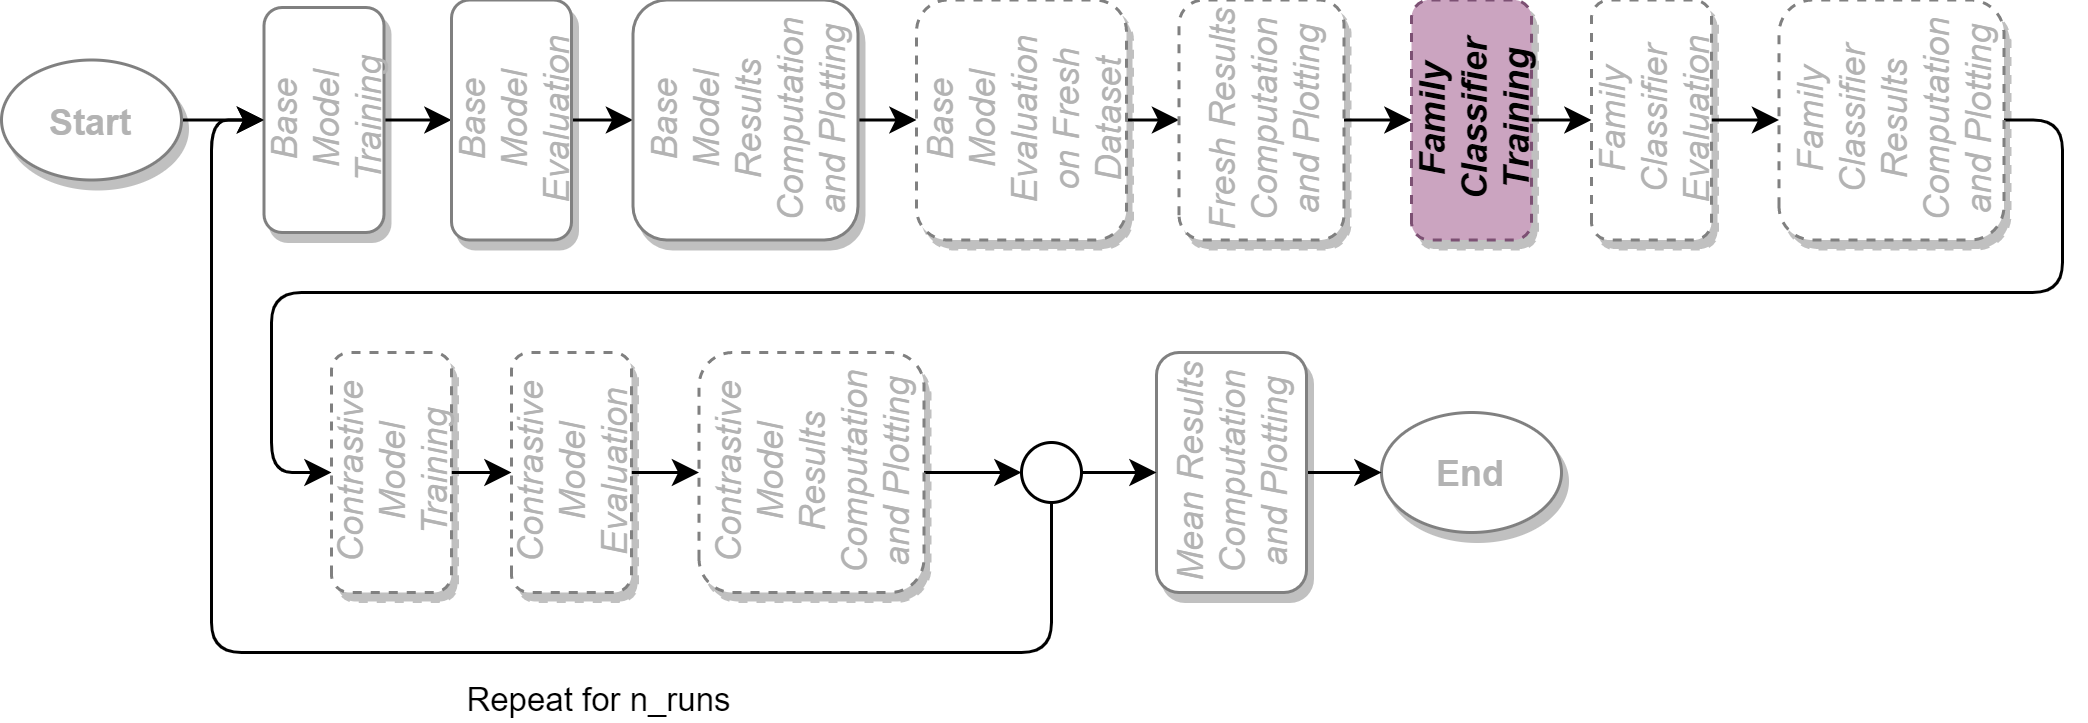 Start
Base
Model
Training
Base
Model
Evaluation
Base
Model
Results
Computation
and Plotting
Base
Model
Evaluation
on Fresh
Dataset
Fresh Results
Computation
and Plotting
Family
Classifier
Training
Family
Classifier
Evaluation
Family
Classifier
Results
Computation
and Plotting
Contrastive
Model
Training
Contrastive
Model
Evaluation
Contrastive
Model
Results
Computation
and Plotting
Mean Results
Computation
and Plotting
End
Repeat for n_runs